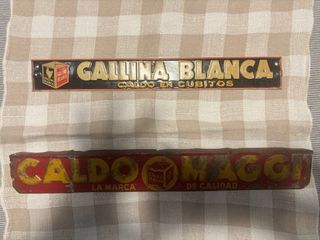 GALLINA BLANCA
CALDO EN CUBITOS
CALDO MAGGI
LA MARCA DE CALIDAD